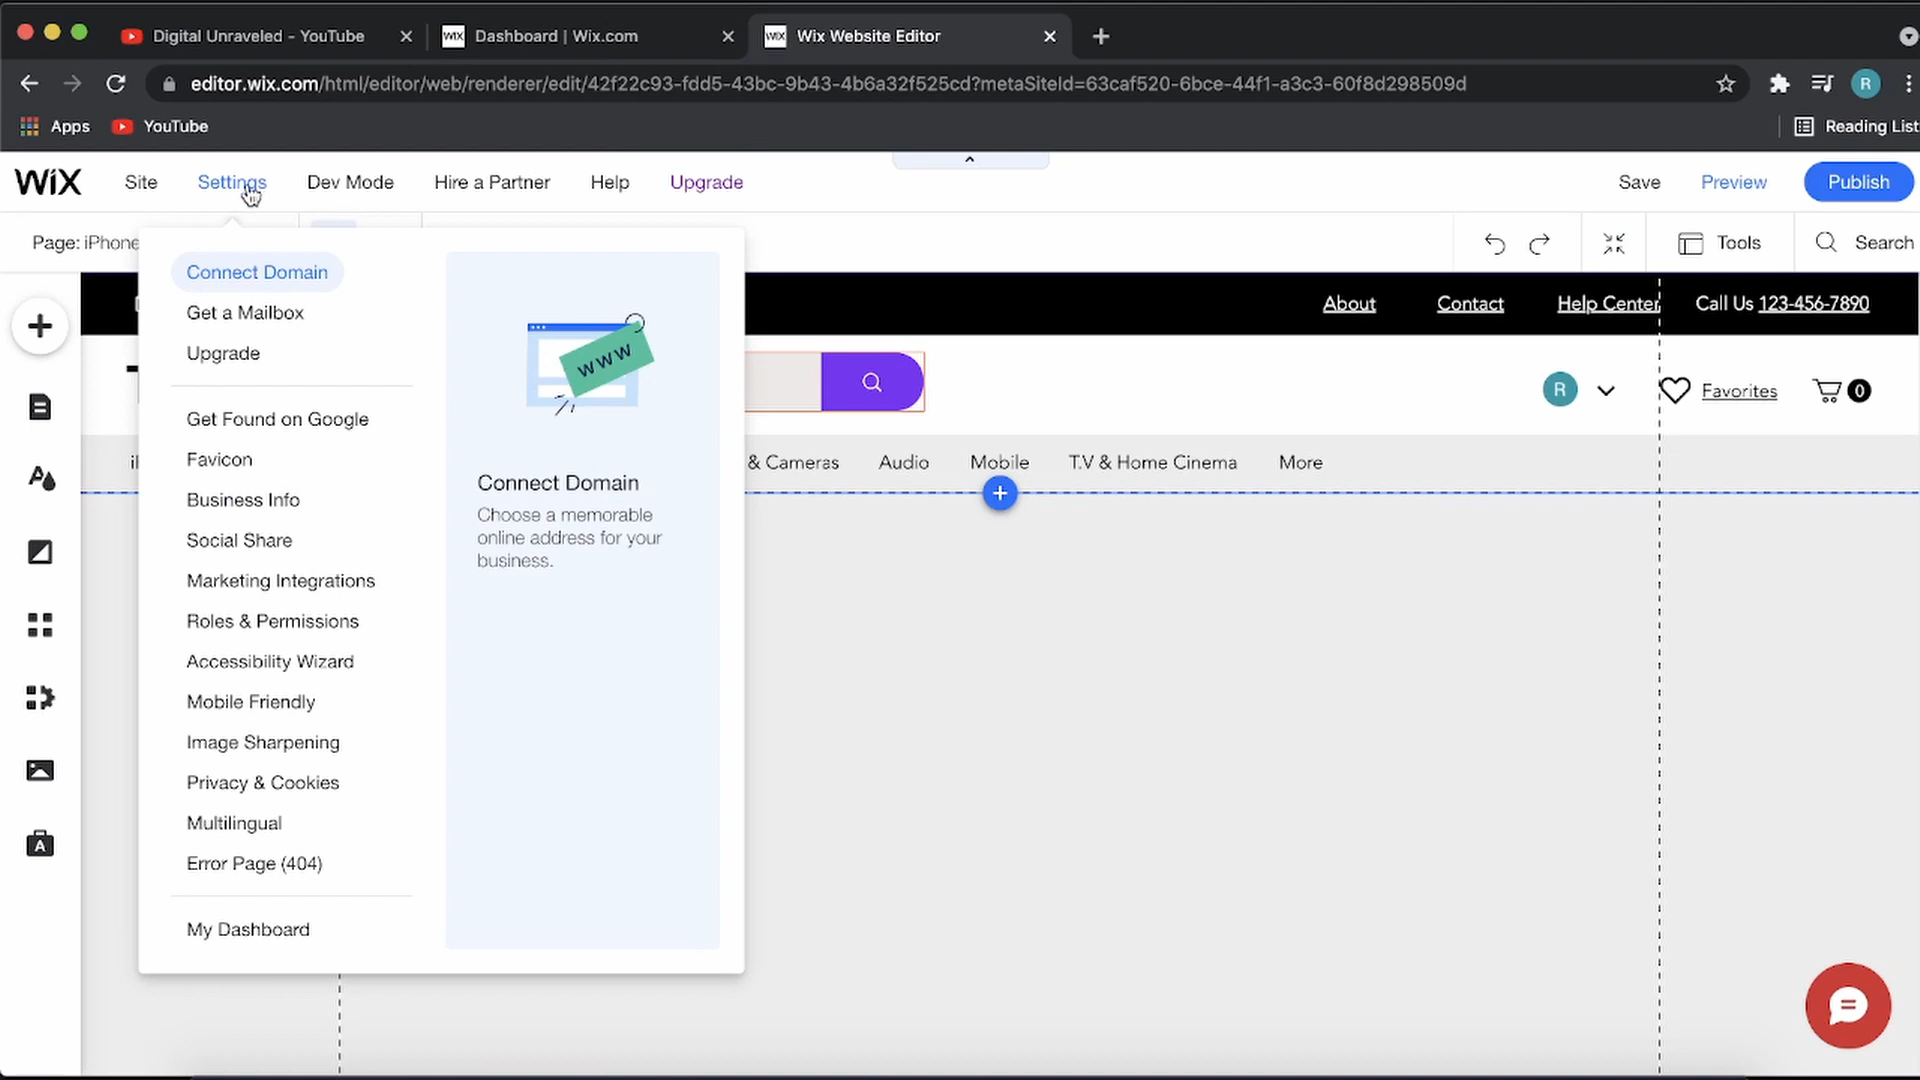 Digital Unraveled - YouTube
WIX Dashboard | Wix.com
WIX Wix Website Editor
editor.wix.com/html/editor/web/renderer/edit/42f22c93-fdd5-43bc-9b43-4b6a32f525cd?metaSiteId=63caf520-6bce-44f1-a3c3-60f8d298509d
R
Apps
YouTube
Reading List
WIX
Site
Settings
Dev Mode
Hire a Partner
Help
Upgrade
Save
Preview
Publish
Page: iPhone
Tools
Search
Connect Domain
Get a Mailbox
Upgrade
Get Found on Google
Favicon
Business Info
Social Share
Marketing Integrations
Roles & Permissions
Accessibility Wizard
Mobile Friendly
Image Sharpening
Privacy & Cookies
Multilingual
Error Page (404)
My Dashboard
WWW
Connect Domain
Choose a memorable
online address for your
business.
About
Contact
Help Center
Call Us 123-456-7890
R
Favorites
0
& Cameras
Audio
Mobile
T.V & Home Cinema
More
A